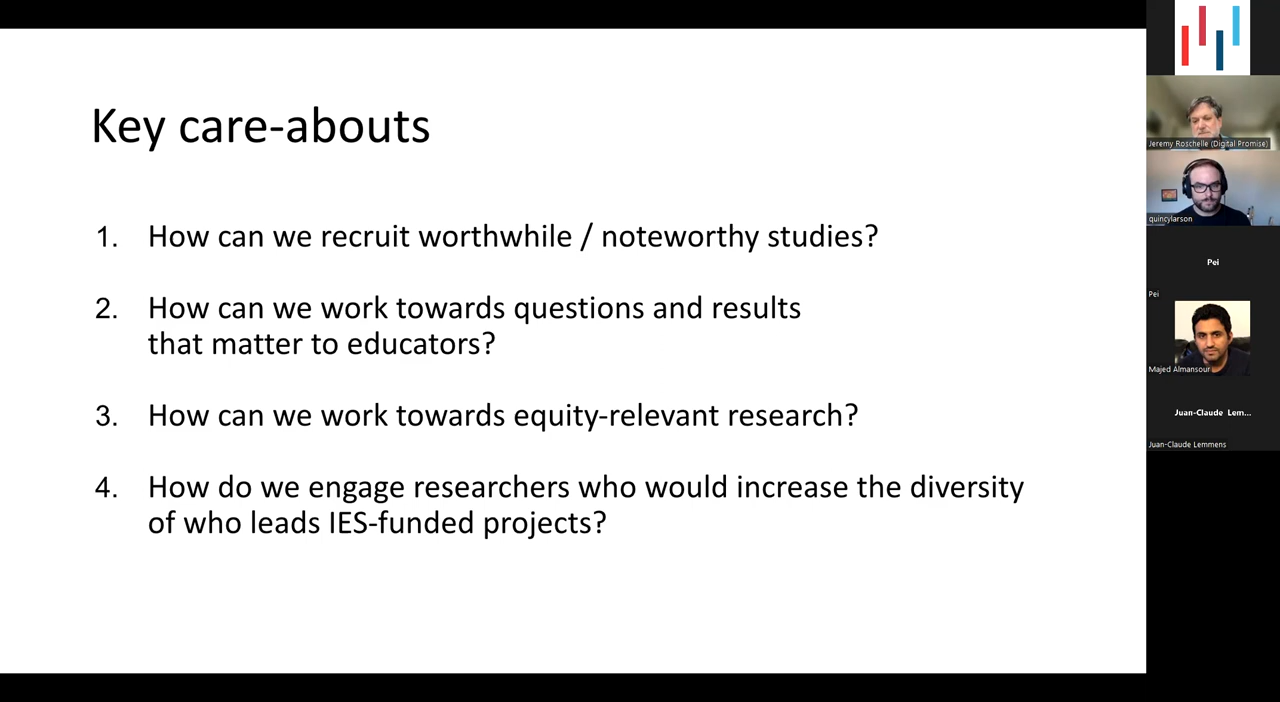 Key care-abouts
1. How can we recruit worthwhile / noteworthy studies?
2. How can we work towards questions and results
that matter to educators?
3. How can we work towards equity-relevant research?
4. How do we engage researchers who would increase the diversity
of who leads IES-funded projects?
Jeremy Roschelle (Digital Promise)
quincylarson
Pei
Pei
Majed Almansour
Juan-Claude Lem...
Juan-Claude Lemmens